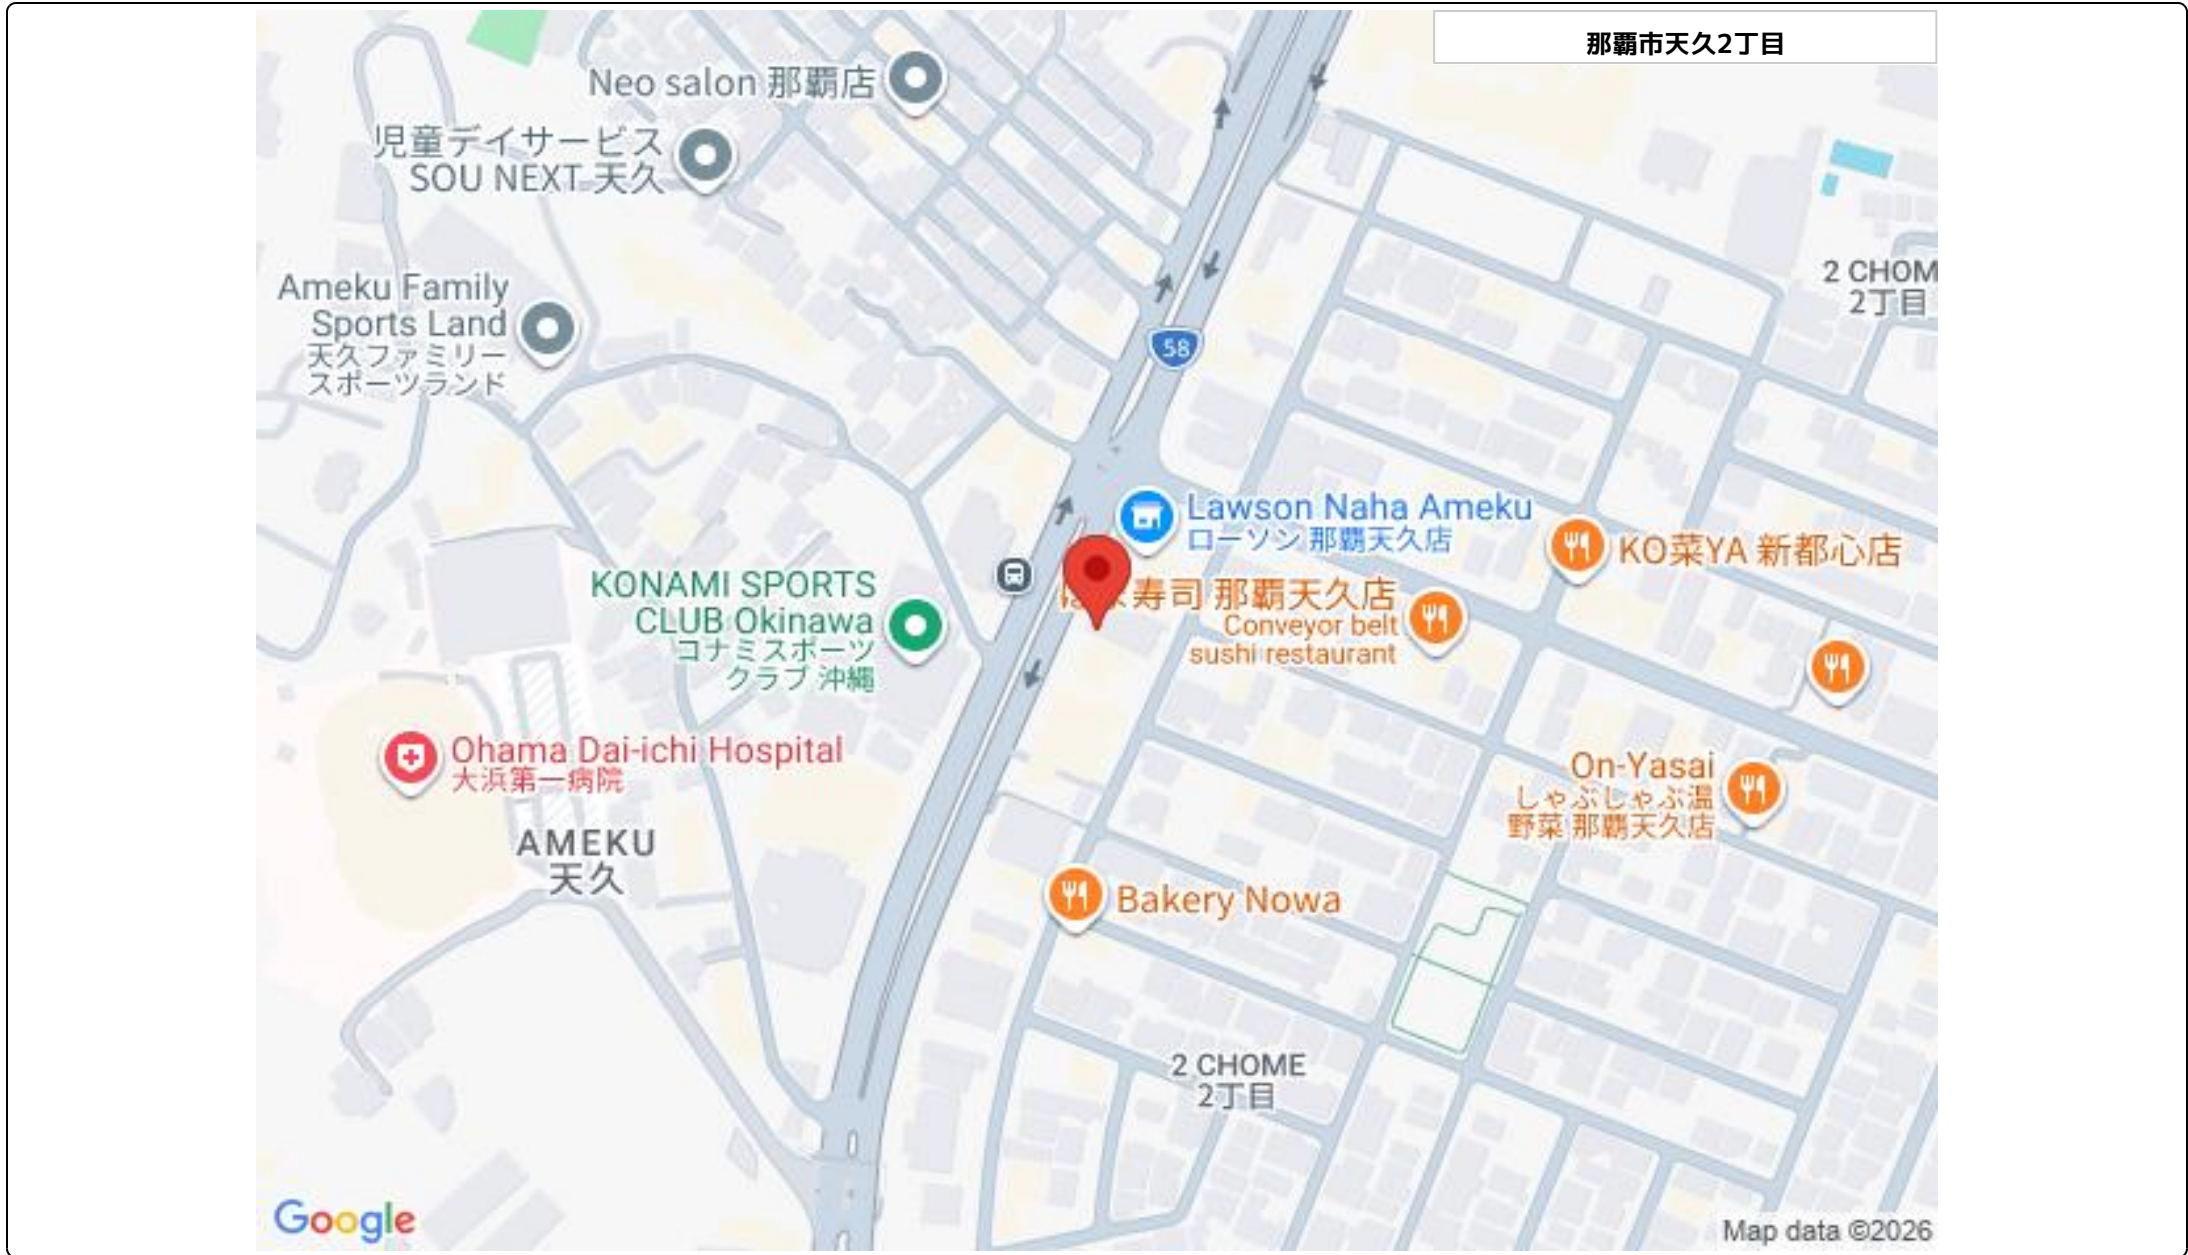 那覇市天久2丁目
Neo salon 那覇店
児童デイサービス
SOU NEXT 天久
2 CHOM
2丁目
Ameku Family
Sports Land
天久ファミリー
スポーツランド
58
Lawson Naha Ameku
ローソン 那覇天久店
KO菜YA 新都心店
寿司 那覇天久店
Conveyor belt
sushi restaurant
KONAMI SPORTS
CLUB Okinawa
コナミスポーツ
クラブ 沖縄
Ohama Dai-ichi Hospital
大浜第一病院
On-Yasai
しゃぶしゃぶ温
野菜 那覇天久店
AMEKU
天久
Bakery Nowa
2 CHOME
2丁目
Google
Map data ©2026